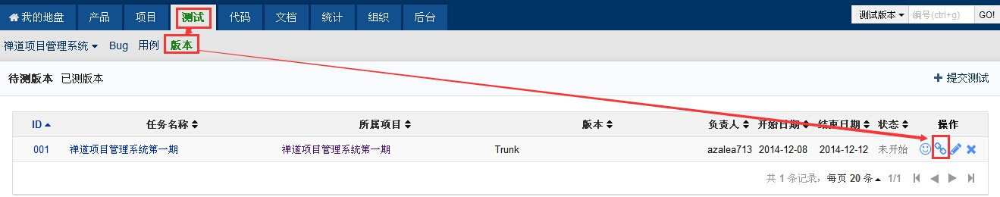 我的地盘 产品 项目 测试 代码 文档 统计 组织 后台 测试版本 编号(ctrl+g) GO!
禅道项目管理系统 Bug 用例 版本
待测版本 已测版本 提交测试
ID 任务名称 所属项目 版本 负责人 开始日期 结束日期 状态 操作
001 禅道项目管理系统第一期 禅道项目管理系统第一期 Trunk azalea713 2014-12-08 2014-12-12 未开始
共 1 条记录，每页 20 条 1/1